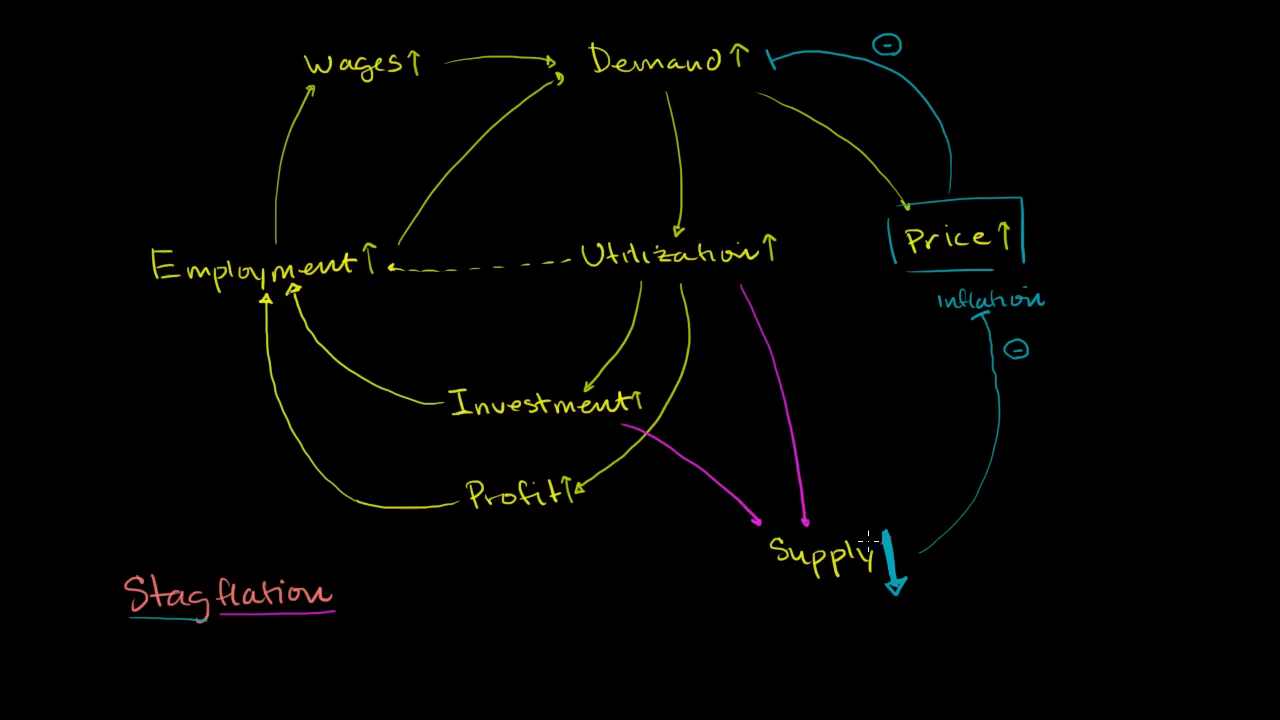 Wages↑ Demand↑ -
Employment↑ Utilization↑ Price↑
Inflation
-
Investment↑
Profit↑
Supply↓
Stagflation